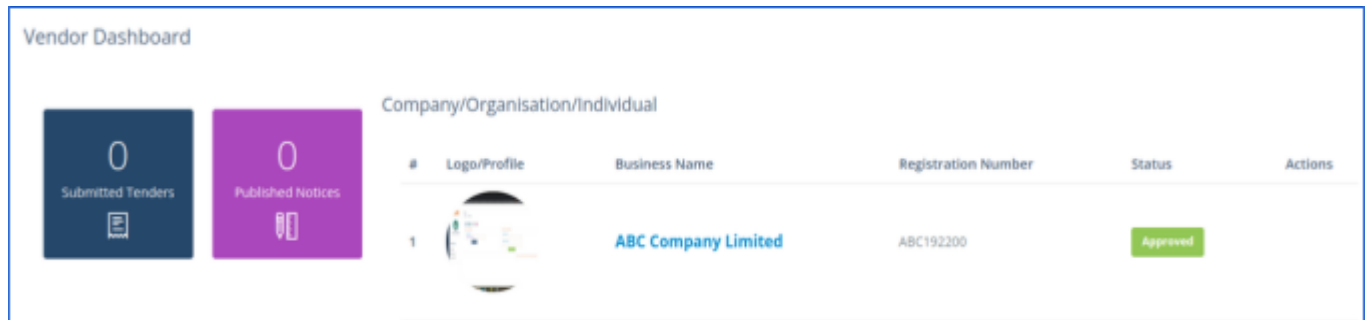 Vendor Dashboard
0
Submitted Tenders
0
Published Notices
Company/Organisation/Individual
# Logo/Profile Business Name Registration Number Status Actions
1 ABC Company Limited ABC192200 Approved